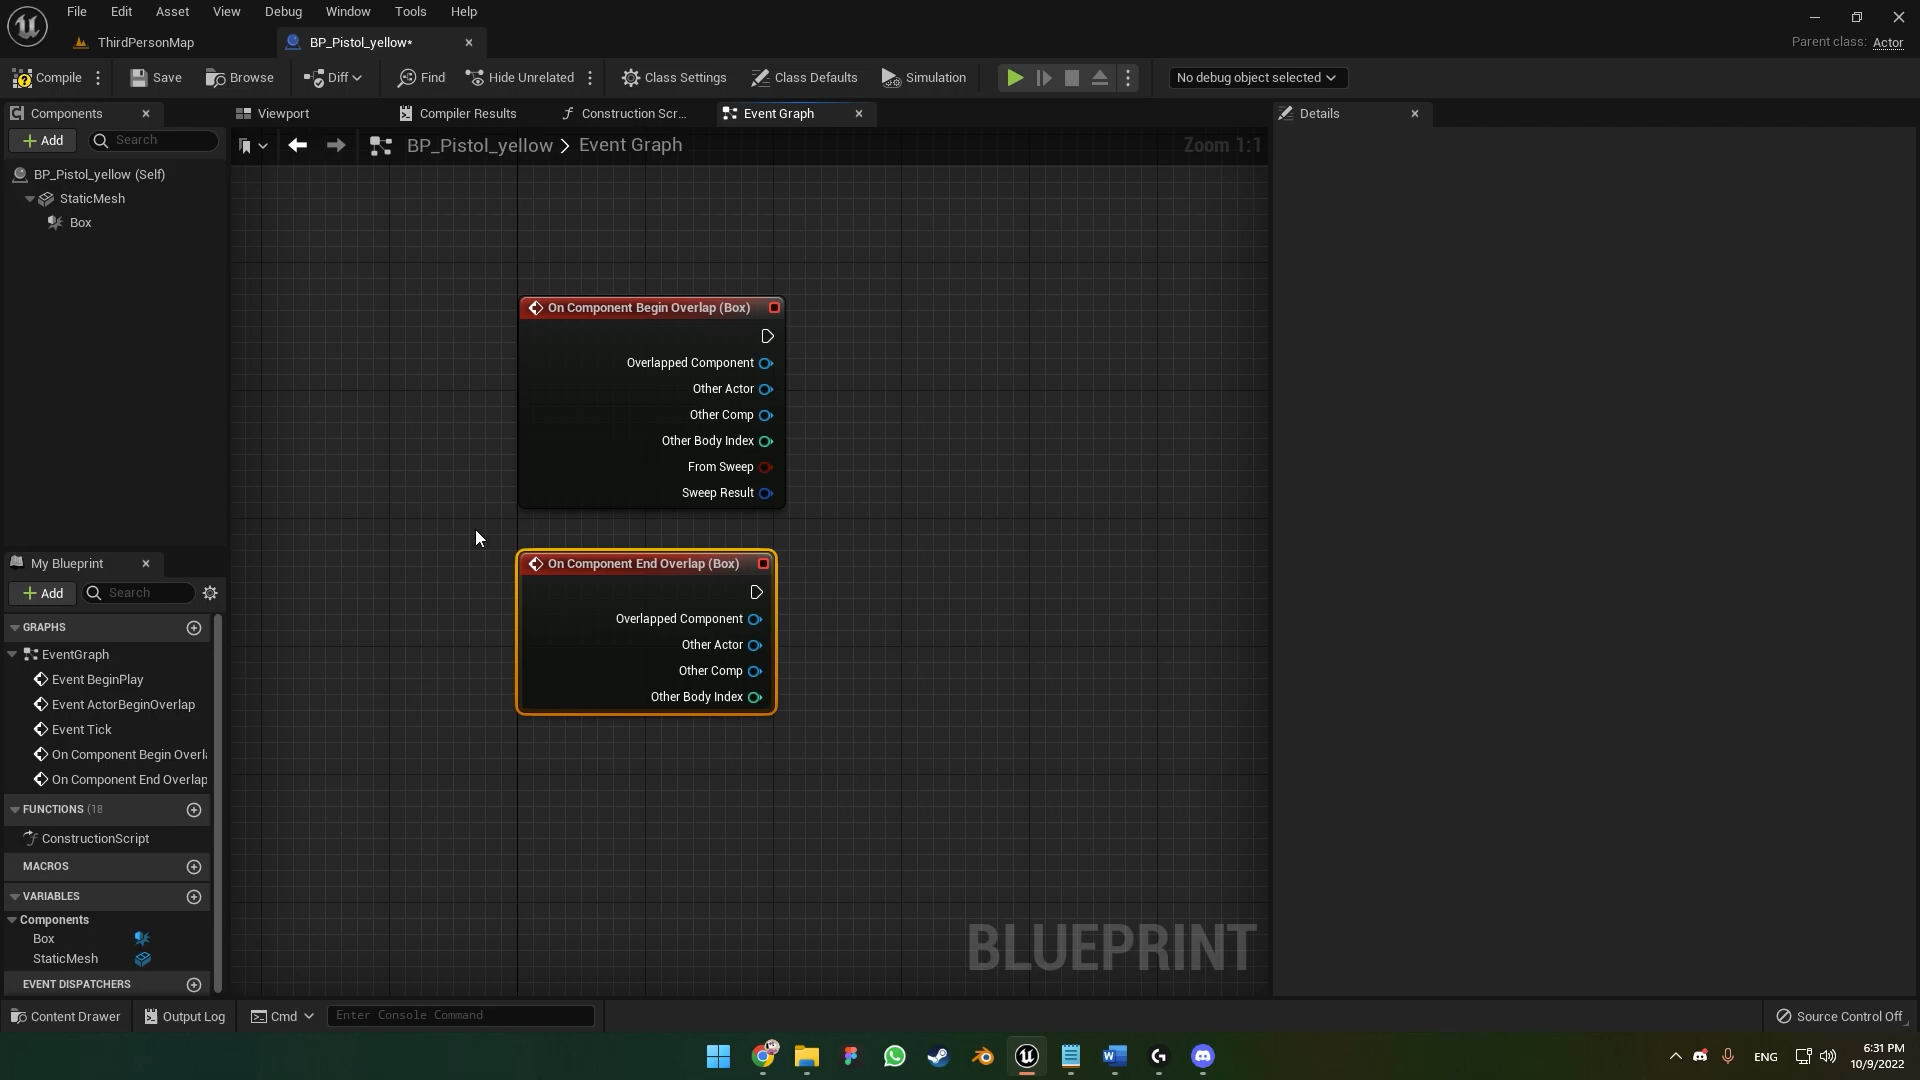 File Edit Asset View Debug Window Tools Help
ThirdPersonMap
BP_Pistol_yellow*
Parent class: Actor
Compile
Save
Browse
Diff
Find
Hide Unrelated
Class Settings
Class Defaults
Simulation
No debug object selected
Components
Viewport
Compiler Results
Construction Scr...
Event Graph
Details
Add
Search
BP_Pistol_yellow > Event Graph
Zoom 1:1
BP_Pistol_yellow (Self)
StaticMesh
Box
On Component Begin Overlap (Box)
Overlapped Component
Other Actor
Other Comp
Other Body Index
From Sweep
Sweep Result
On Component End Overlap (Box)
Overlapped Component
Other Actor
Other Comp
Other Body Index
My Blueprint
Add
Search
GRAPHS
EventGraph
Event BeginPlay
Event ActorBeginOverlap
Event Tick
On Component Begin Overl
On Component End Overlap
FUNCTIONS (18
ConstructionScript
MACROS
VARIABLES
Components
Box
StaticMesh
EVENT DISPATCHERS
BLUEPRINT
Content Drawer
Output Log
Cmd
Enter Console Command
Source Control Off
ENG
6:31 PM
10/9/2022